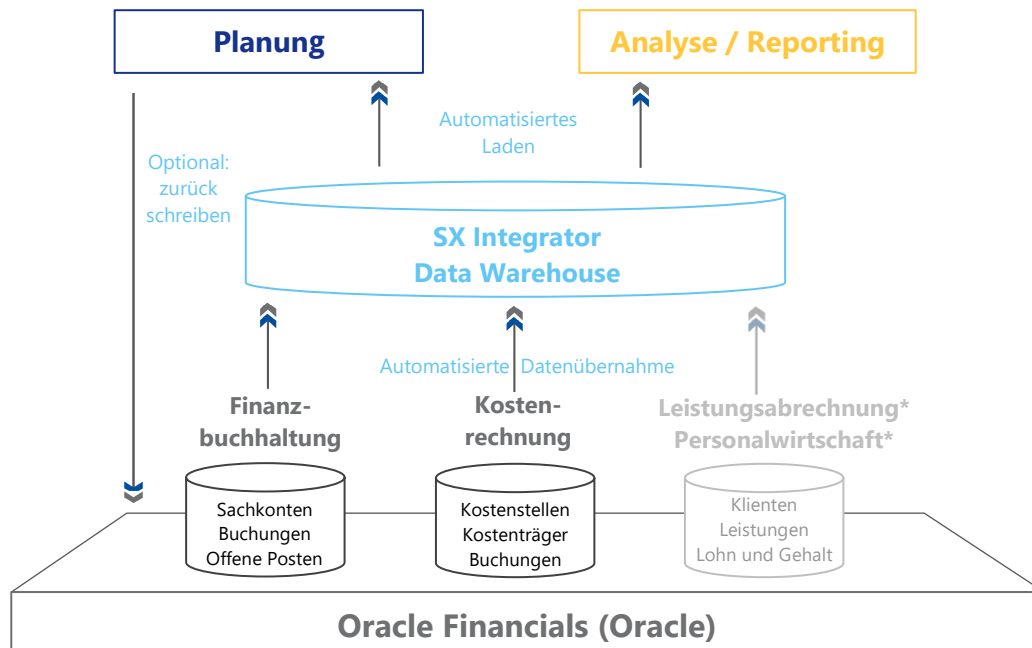 Planung
Analyse / Reporting
Automatisiertes
Laden
Optional:
zurück
schreiben
SX Integrator
Data Warehouse
Automatisierte Datenübernahme
Finanz-
buchhaltung
Kosten-
rechnung
Leistungsabrechnung*
Personalwirtschaft*
Sachkonten
Buchungen
Offene Posten
Kostenstellen
Kostenträger
Buchungen
Klienten
Leistungen
Lohn und Gehalt
Oracle Financials (Oracle)